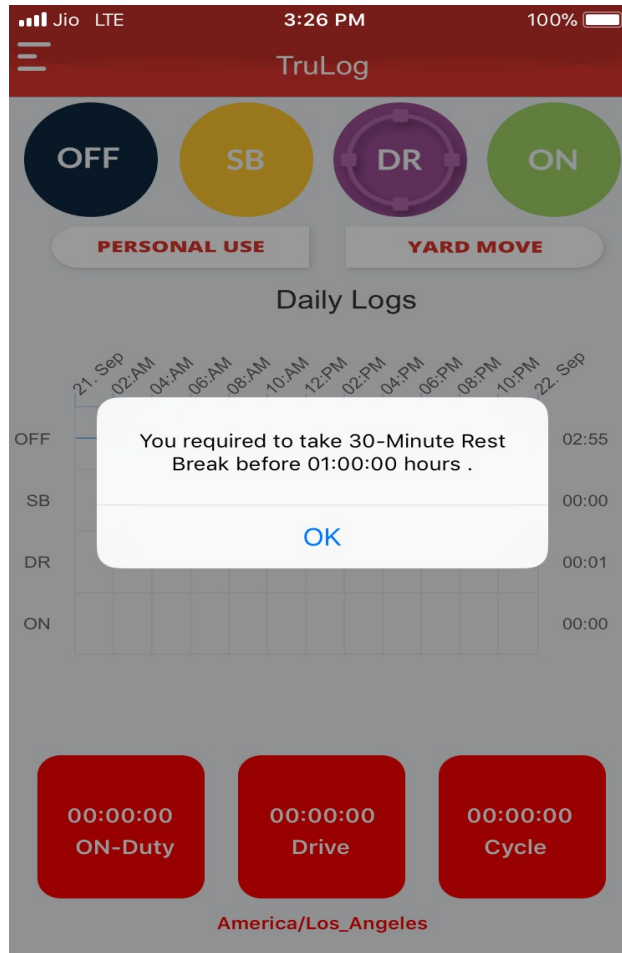 Jio LTE 3:26 PM 100%
TruLog
OFF SB DR ON
PERSONAL USE YARD MOVE
Daily Logs
21. Sep 02:AM 04:AM 06:AM 08:AM 10:AM 12:PM 02:PM 04:PM 06:PM 08:PM 10:PM 22. Sep
OFF 02:55
You required to take 30-Minute Rest
Break before 01:00:00 hours .
SB 00:00
OK
DR 00:01
ON 00:00
00:00:00 00:00:00 00:00:00
ON-Duty Drive Cycle
America/Los_Angeles